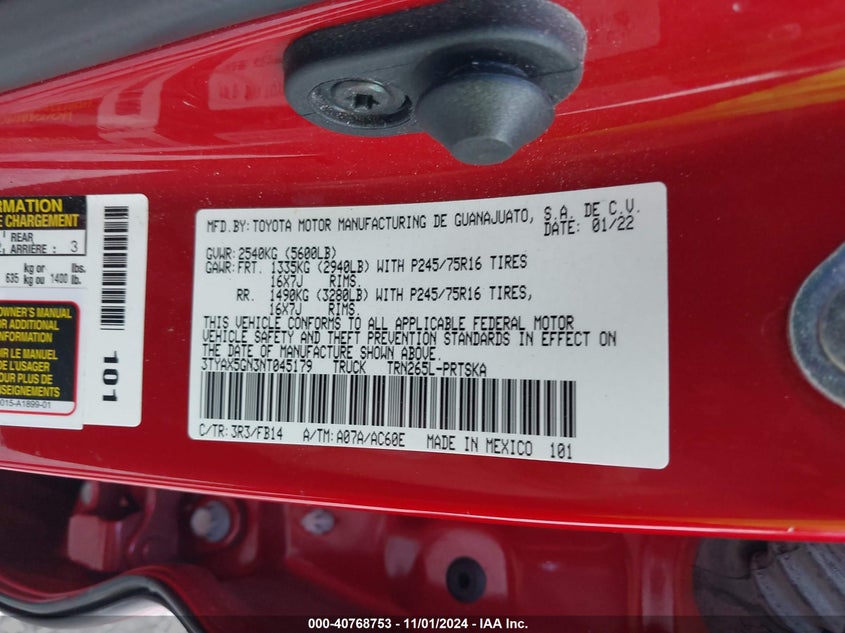 MFD.BY: TOYOTA MOTOR MANUFACTURING DE GUANAJUATO, S.A. DE C.V.
DATE: 01/22
GVWR: 2540KG (5600LB)
GAWR: FRT. 1335KG (2940LB) WITH P245/75R16 TIRES
16X7J RIMS.
RR. 1490KG (3280LB) WITH P245/75R16 TIRES,
16X7J RIMS.
THIS VEHICLE CONFORMS TO ALL APPLICABLE FEDERAL MOTOR
VEHICLE SAFETY AND THEFT PREVENTION STANDARDS IN EFFECT ON
THE DATE OF MANUFACTURE SHOWN ABOVE.
3TYAX5GN3NT045179 TRUCK TRN265L-PRTSKA
C/TR: 3R3/FB14 A/TM: A07A/AC60E MADE IN MEXICO 101
CHARGEMENT
REAR
ARRIÈRE : 3
635 kg or kg ou 1400 lbs. lb.
OWNER'S MANUAL
ADDITIONAL
LE MANUEL
DE L'USAGER
PLUS DE
015-A1899-01
101
000-40768753 - 11/01/2024 - IAA Inc.